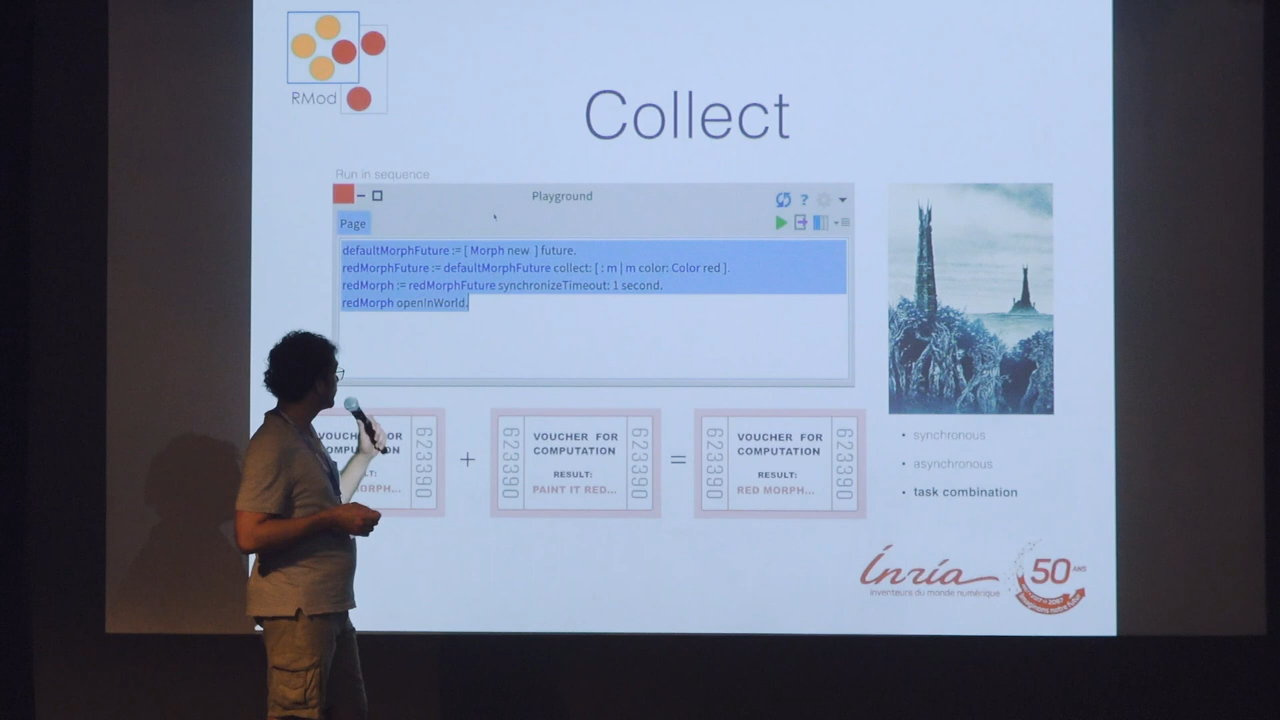 RMod
Collect
Run in sequence
Playground
?
Page
defaultMorphFuture := [ Morph new ] future.
redMorphFuture := defaultMorphFuture collect: [ : m | m color: Color red ].
redMorph := redMorphFuture synchronizeTimeout: 1 second.
redMorph openInWorld.
VOUCHER FOR
COMPUTATION
623390
+
623390
VOUCHER FOR
COMPUTATION
RESULT:
PAINT IT RED...
623390
=
623390
VOUCHER FOR
COMPUTATION
RESULT:
RED MORPH...
623390
• synchronous
• asynchronous
• task combination
Inria
inventeurs du monde numérique
50 ANS